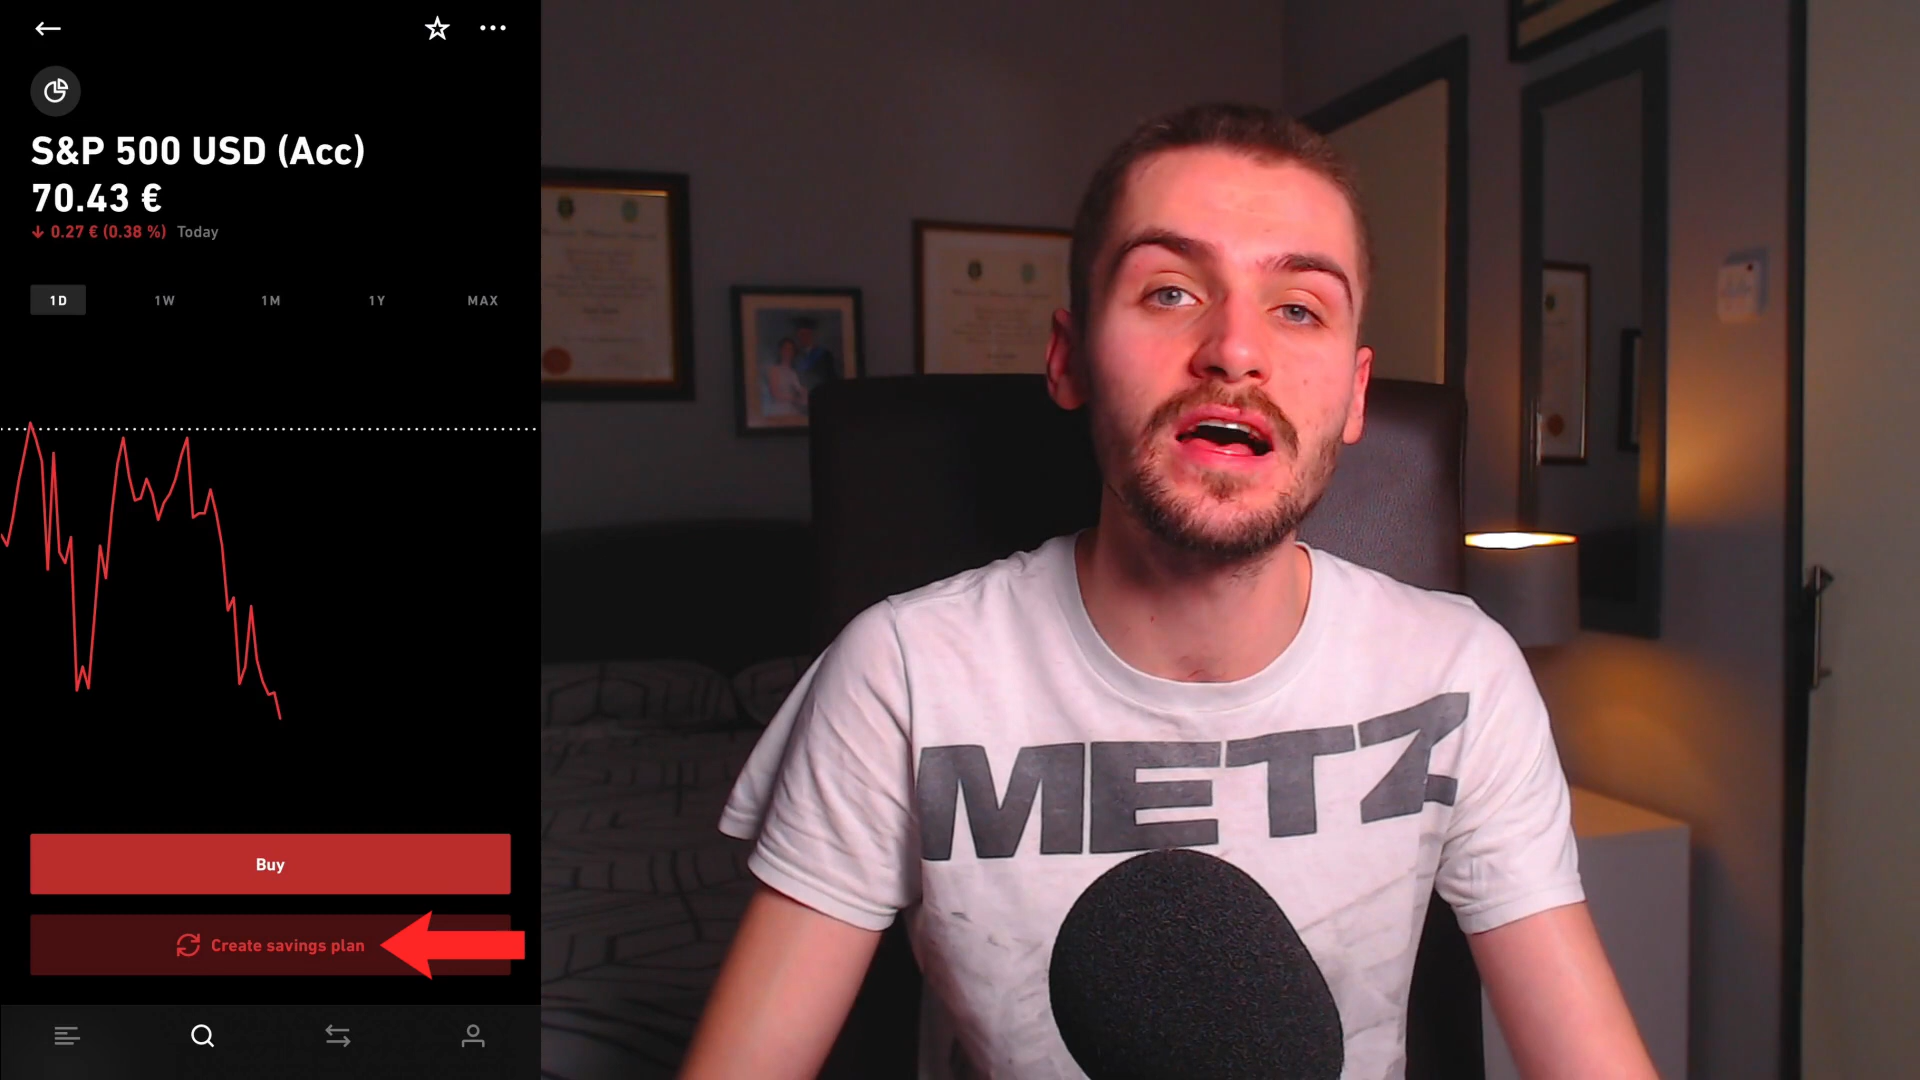 S&P 500 USD (Acc)
70.43 €
↓ 0.27 € (0.38 %) Today
1D 1W 1M 1Y MAX
Buy
Create savings plan
METZ